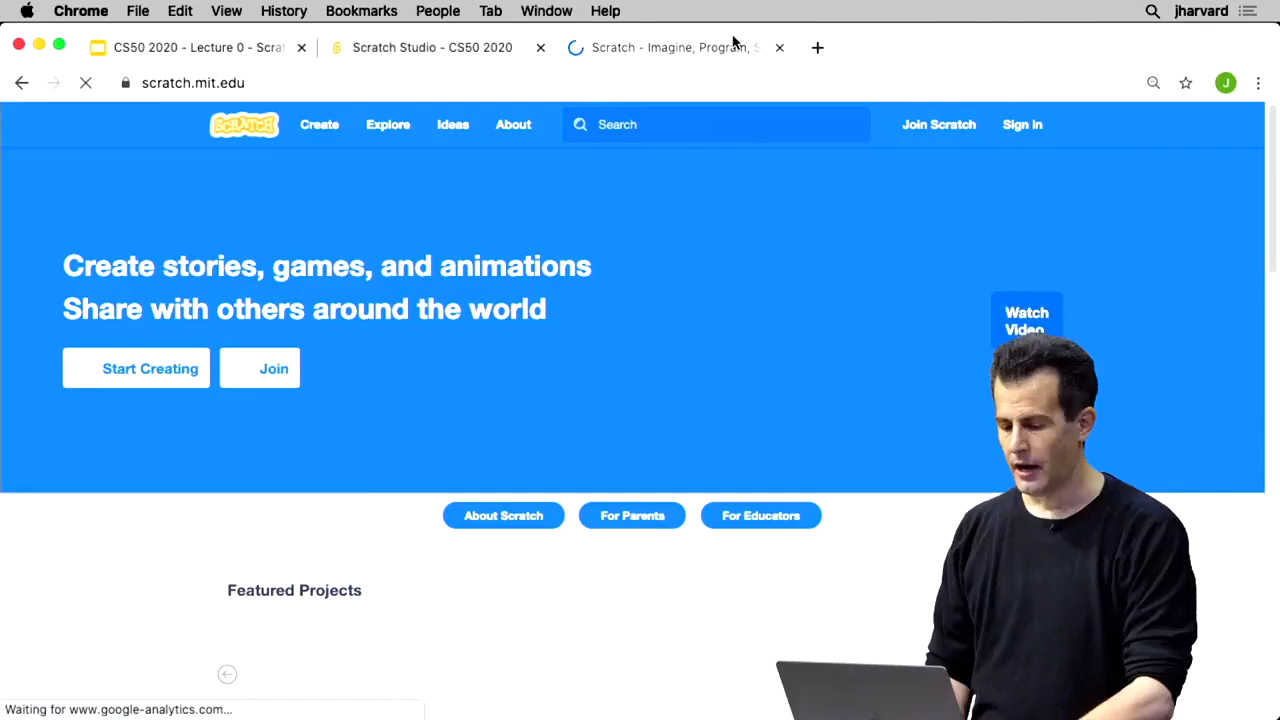 Chrome File Edit View History Bookmarks People Tab Window Help jharvard
CS50 2020 - Lecture 0 - Scrat Scratch Studio - CS50 2020 Scratch - Imagine, Program, S
scratch.mit.edu J
SCRATCH Create Explore Ideas About Search Join Scratch Sign in
Create stories, games, and animations
Share with others around the world
Watch
Video
Start Creating Join
About Scratch For Parents For Educators
Featured Projects
Waiting for www.google-analytics.com...